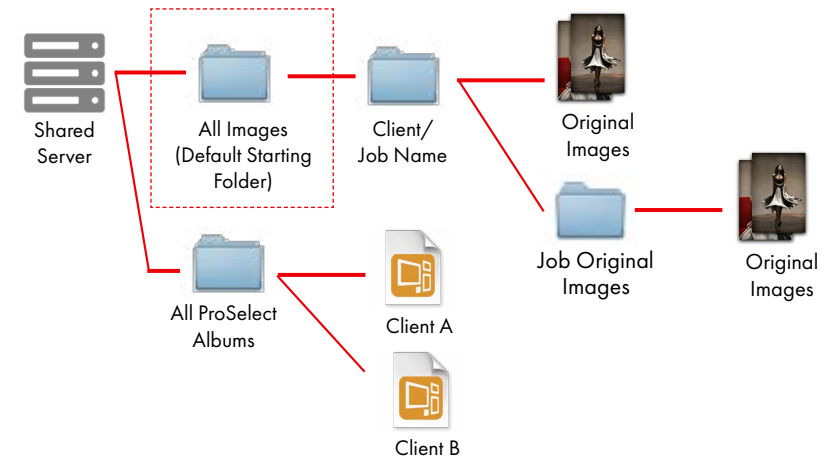 Shared
Server
All Images
(Default Starting
Folder)
Client/
Job Name
Original
Images
Job Original
Images
Original
Images
All ProSelect
Albums
Client A
Client B